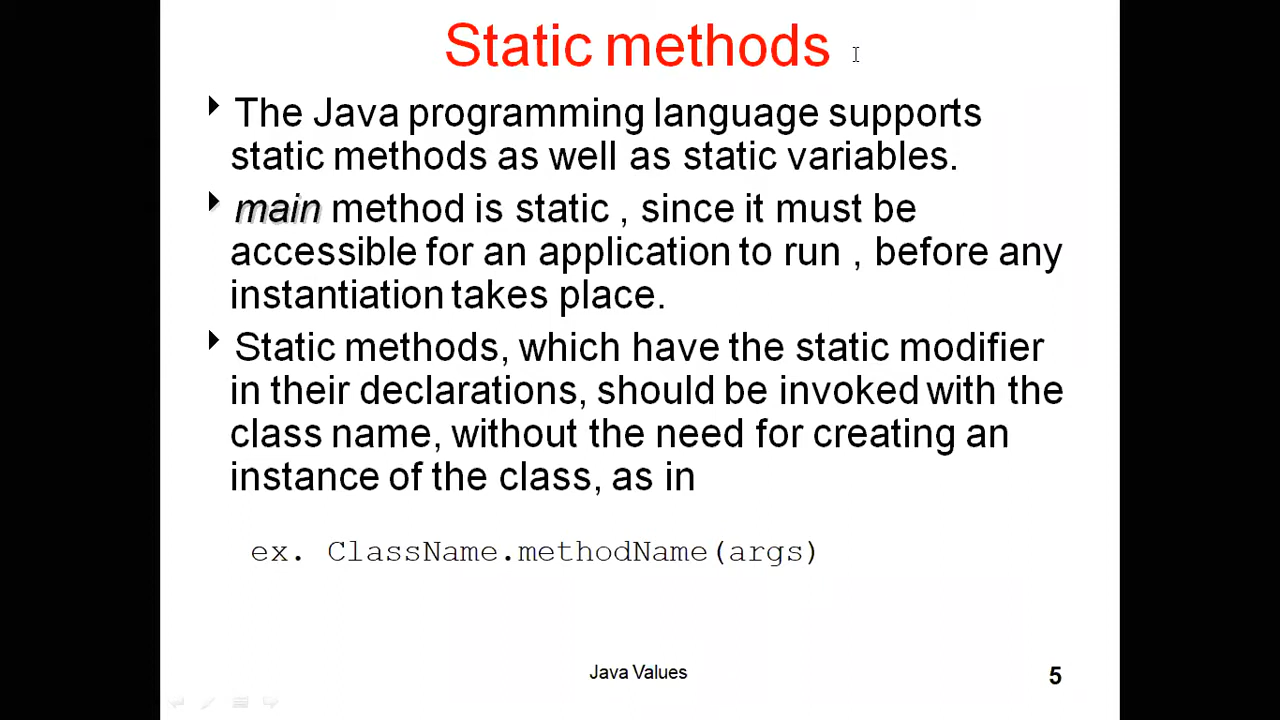 Static methods
The Java programming language supports
static methods as well as static variables.
main method is static , since it must be
accessible for an application to run , before any
instantiation takes place.
Static methods, which have the static modifier
in their declarations, should be invoked with the
class name, without the need for creating an
instance of the class, as in
ex. ClassName.methodName(args)
Java Values
5